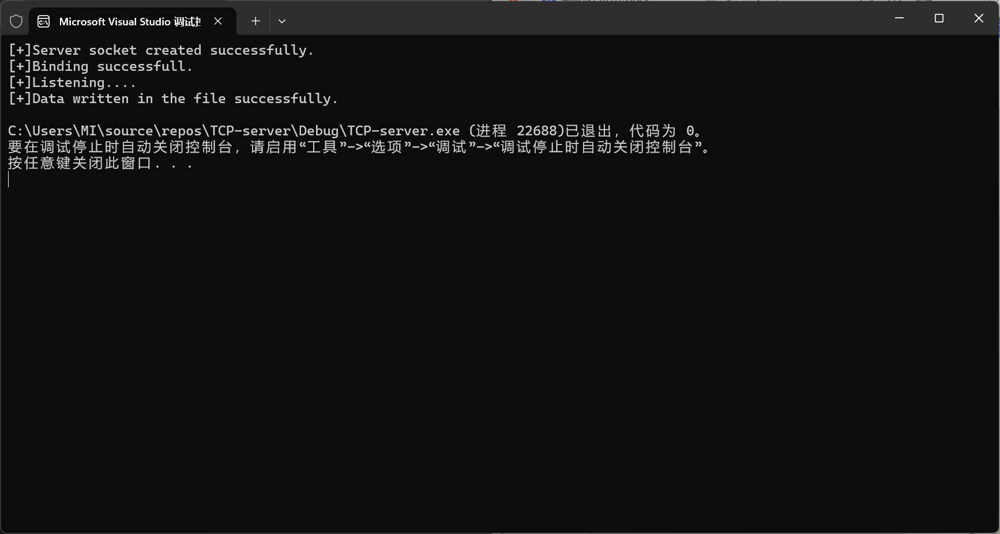 Microsoft Visual Studio 调试
[+]Server socket created successfully.
[+]Binding successfull.
[+]Listening....
[+]Data written in the file successfully.
C:\Users\MI\source\repos\TCP-server\Debug\TCP-server.exe (进程 22688)已退出，代码为 0。
要在调试停止时自动关闭控制台，请启用“工具”->“选项”->“调试”->“调试停止时自动关闭控制台”。
按任意键关闭此窗口. . .